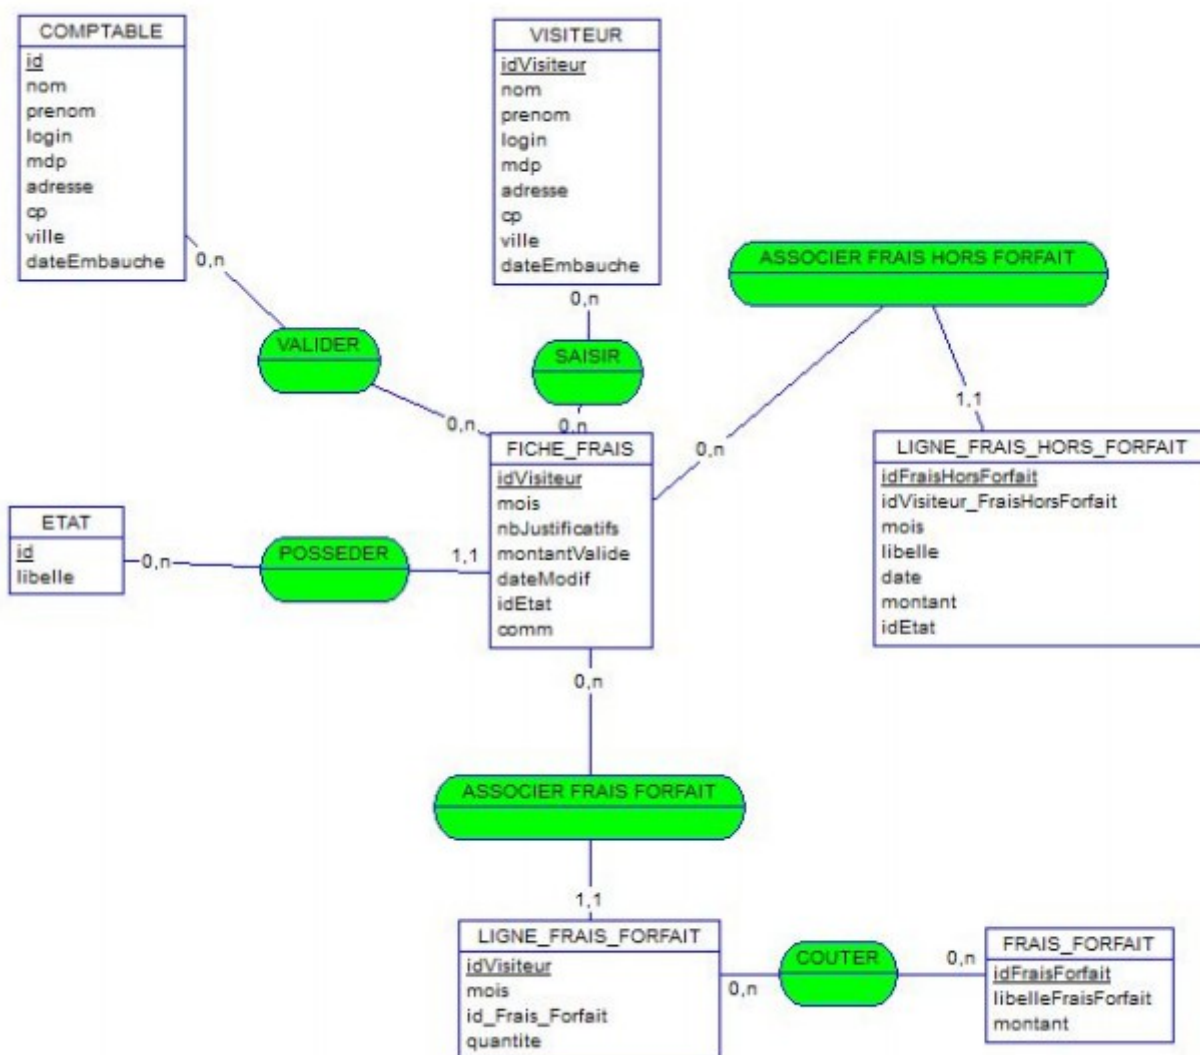 COMPTABLE
id
nom
prenom
login
mdp
adresse
cp
ville
dateEmbauche
VISITEUR
idVisiteur
nom
prenom
login
mdp
adresse
cp
ville
dateEmbauche
ASSOCIER FRAIS HORS FORFAIT
0,n
0,n
VALIDER
SAISIR
1,1
0,n
0,n
0,n
FICHE_FRAIS
idVisiteur
mois
nbJustificatifs
montantValide
dateModif
idEtat
comm
LIGNE_FRAIS_HORS_FORFAIT
idFraisHorsForfait
idVisiteur_FraisHorsForfait
mois
libelle
date
montant
idEtat
ETAT
id
libelle
0,n
POSSEDER
1,1
0,n
ASSOCIER FRAIS FORFAIT
1,1
LIGNE_FRAIS_FORFAIT
idVisiteur
mois
id_Frais_Forfait
quantite
0,n
COUTER
0,n
FRAIS_FORFAIT
idFraisForfait
libelleFraisForfait
montant